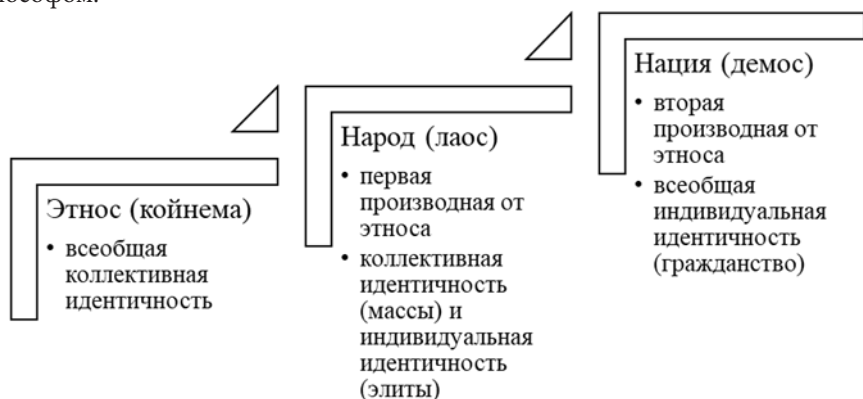 Этнос (койнема)
• всеобщая
коллективная
идентичность
Народ (лаос)
• первая
производная от
этноса
• коллективная
идентичность
(массы) и
индивидуальная
идентичность
(элиты)
Нация (демос)
• вторая
производная от
этноса
• всеобщая
индивидуальная
идентичность
(гражданство)